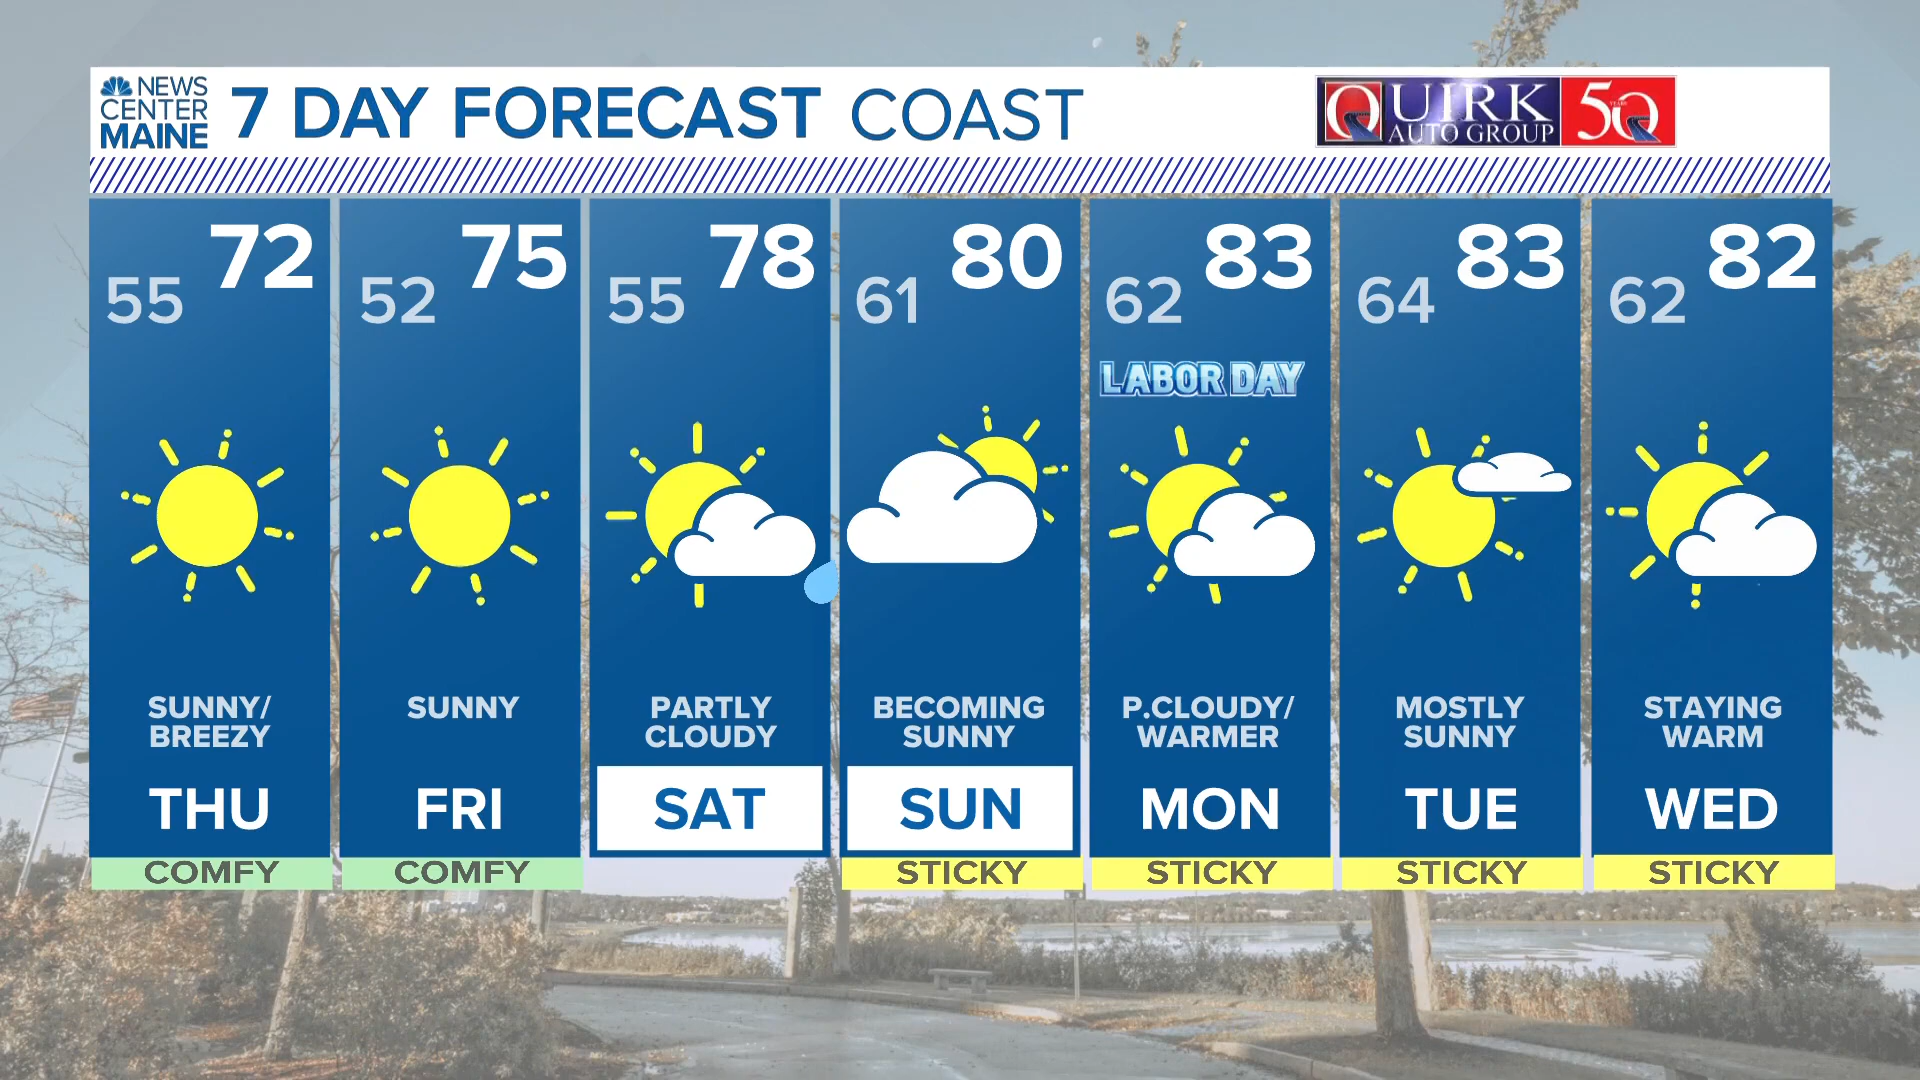 NEWS
CENTER
MAINE
7 DAY FORECAST COAST
QUIRK
AUTO GROUP
50
YEARS
55 72
SUNNY/
BREEZY
THU
COMFY
52 75
SUNNY
FRI
COMFY
55 78
PARTLY
CLOUDY
SAT
61 80
BECOMING
SUNNY
SUN
STICKY
62 83
LABOR DAY
P.CLOUDY/
WARMER
MON
STICKY
64 83
MOSTLY
SUNNY
TUE
STICKY
62 82
STAYING
WARM
WED
STICKY